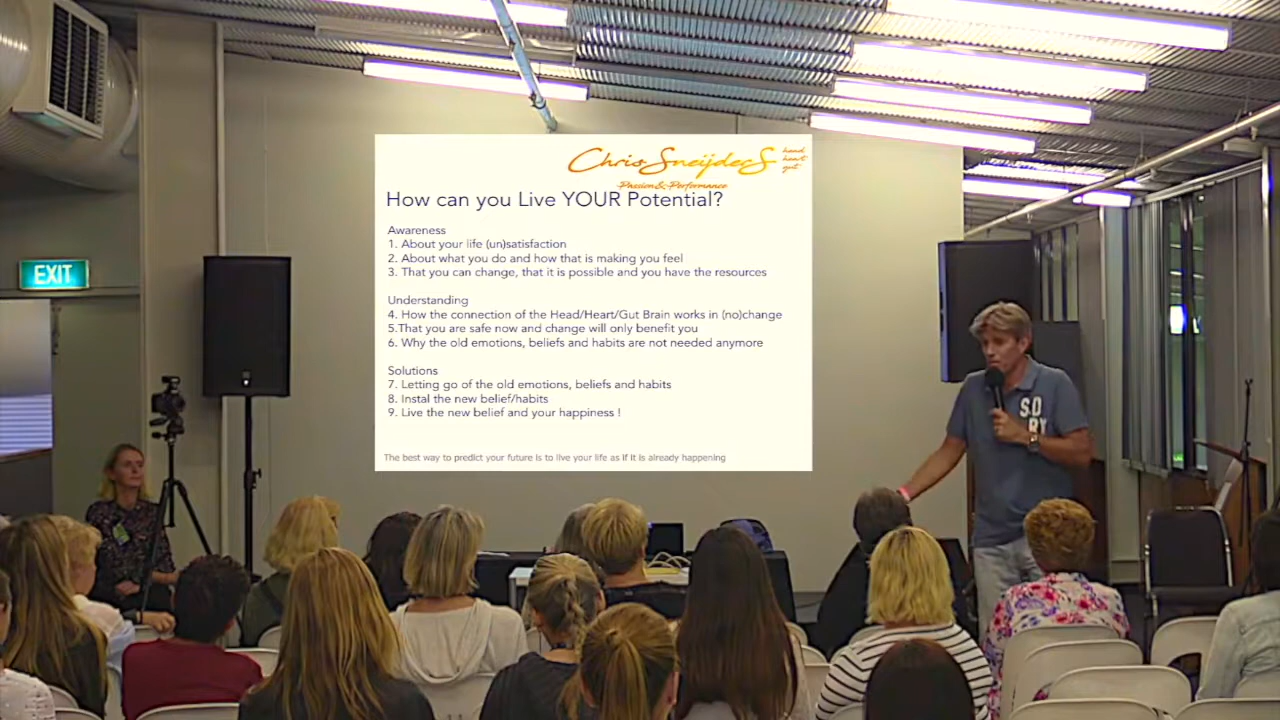 EXIT
Chris Sneijders
head
heart
gut
Passion & Performance
How can you Live YOUR Potential?
Awareness
1. About your life (un)satisfaction
2. About what you do and how that is making you feel
3. That you can change, that it is possible and you have the resources
Understanding
4. How the connection of the Head/Heart/Gut Brain works in (no)change
5.That you are safe now and change will only benefit you
6. Why the old emotions, beliefs and habits are not needed anymore
Solutions
7. Letting go of the old emotions, beliefs and habits
8. Instal the new belief/habits
9. Live the new belief and your happiness !
The best way to predict your future is to live your life as if it is already happening